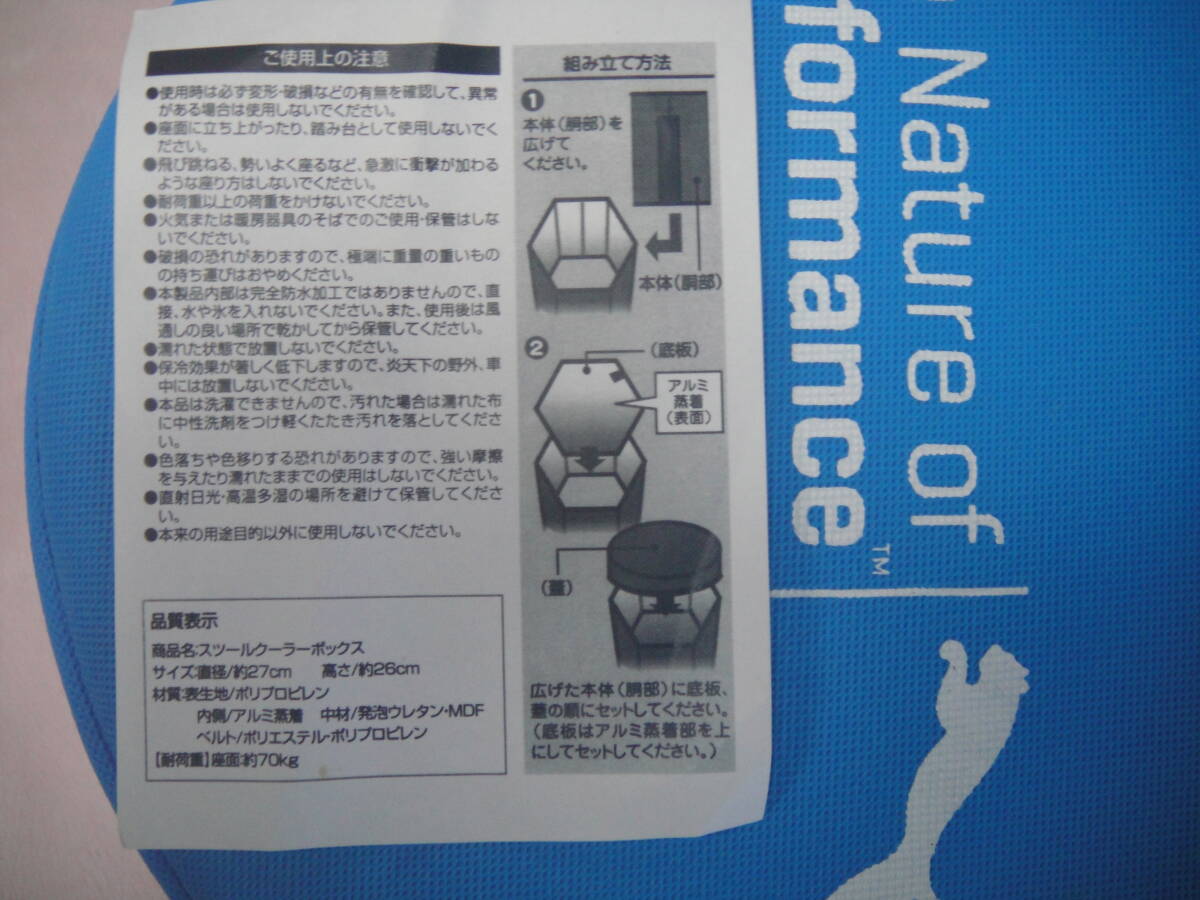 ご使用上の注意
●使用時は必ず変形・破損などの有無を確認して、異常
がある場合は使用しないでください。
●座面に立ち上がったり、踏み台として使用しないでく
ださい。
●飛び跳ねる、勢いよく座るなど、急激に衝撃が加わる
ような座り方はしないでください。
●耐荷重以上の荷重をかけないでください。
●火気または暖房器具のそばでのご使用・保管はしな
いでください。
●破損の恐れがありますので、極端に重量の重いもの
の持ち運びはおやめください。
●本製品内部は完全防水加工ではありませんので、直
接、水や氷を入れないでください。また、使用後は風
通しの良い場所で乾かしてから保管してください。
●濡れた状態で放置しないでください。
●保冷効果が著しく低下しますので、炎天下の野外、車
中には放置しないでください。
●本品は洗濯できませんので、汚れた場合は濡れた布
に中性洗剤をつけ軽くたたき汚れを落としてくださ
い。
●色落ちや色移りする恐れがありますので、強い摩擦
を与えたり濡れたままでの使用はしないでください。
●直射日光・高温多湿の場所を避けて保管してくださ
い。
●本来の用途目的以外に使用しないでください。
品質表示
商品名:スツールクーラーボックス
サイズ:直径/約27cm 高さ/約26cm
材質:表生地/ポリプロピレン
内側/アルミ蒸着 中材/発泡ウレタン・MDF
ベルト/ポリエステル・ポリプロピレン
【耐荷重】座面:約70kg
組み立て方法
❶
本体(胴部)を
広げて
ください。
本体(胴部)
❷
(底板)
アルミ
蒸着
(表面)
(蓋)
広げた本体(胴部)に底板、
蓋の順にセットしてください。
(底板はアルミ蒸着部を上
にしてセットしてください。)
Nature of
formance™